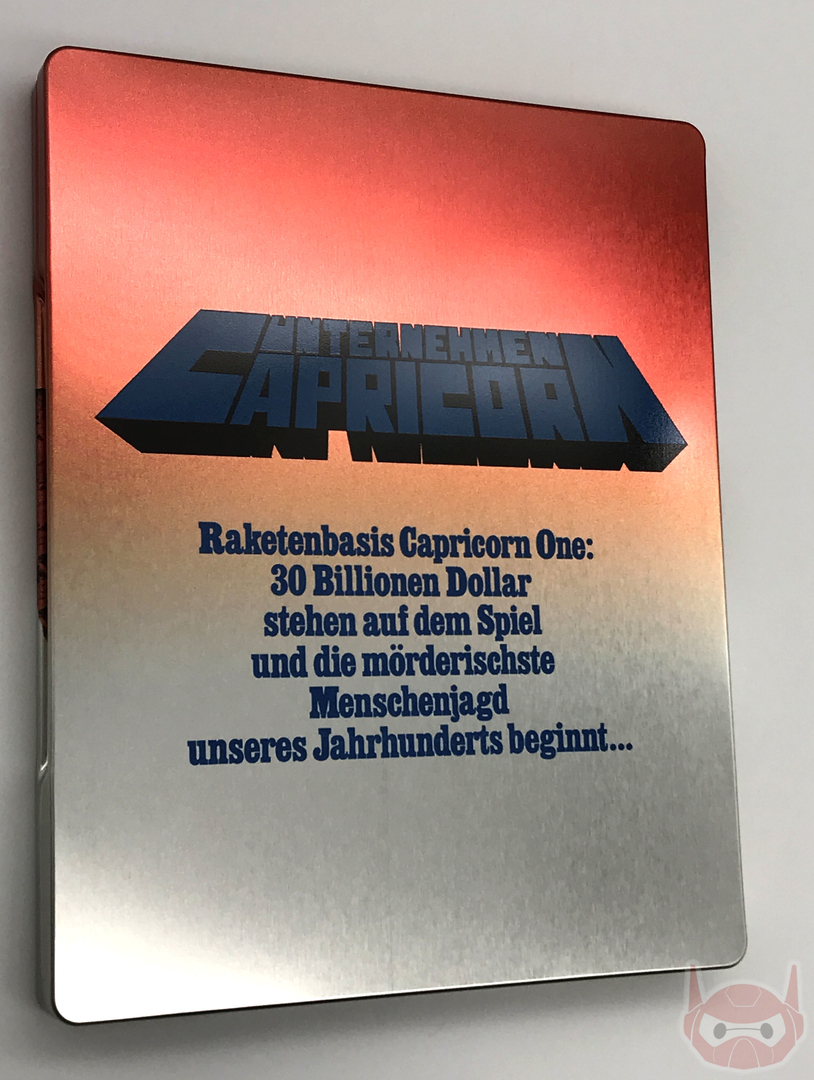 UNTERNEHMEN
CAPRICORN
Raketenbasis Capricorn One:
30 Billionen Dollar
stehen auf dem Spiel
und die mörderischste
Menschenjagd
unseres Jahrhunderts beginnt...